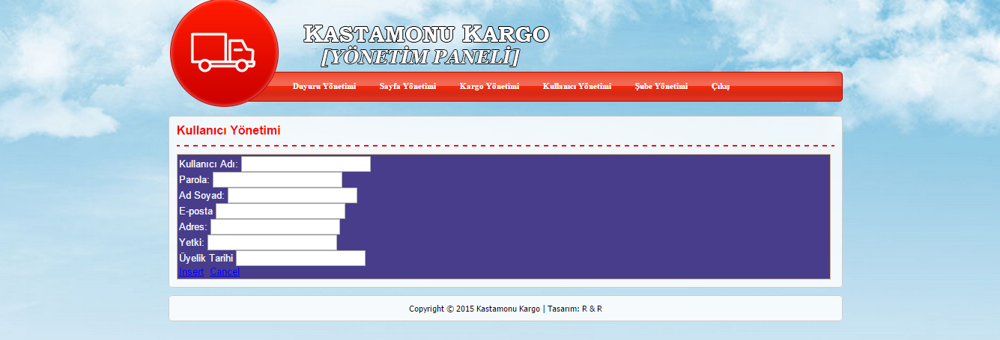 KASTAMONU KARGO
[YÖNETİM PANELİ]
Duyuru Yönetimi Sayfa Yönetimi Kargo Yönetimi Kullanıcı Yönetimi Şube Yönetimi Çıkış
Kullanıcı Yönetimi
Kullanıcı Adı:
Parola:
Ad Soyad:
E-posta
Adres:
Yetki:
Üyelik Tarihi
Insert Cancel
Copyright © 2015 Kastamonu Kargo | Tasarım: R & R